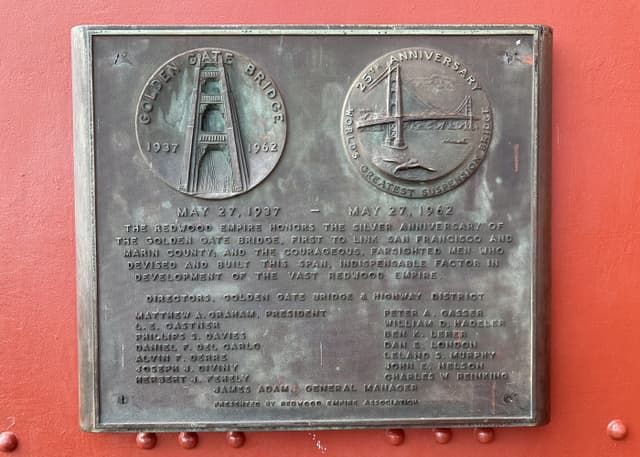 GOLDEN GATE BRIDGE
1937 1962
25TH ANNIVERSARY
WORLD'S GREATEST SUSPENSION BRIDGE
MAY 27, 1937 — MAY 27, 1962
THE REDWOOD EMPIRE HONORS THE SILVER ANNIVERSARY OF
THE GOLDEN GATE BRIDGE, FIRST TO LINK SAN FRANCISCO AND
MARIN COUNTY, AND THE COURAGEOUS, FARSIGHTED MEN WHO
DEVISED AND BUILT THIS SPAN, INDISPENSABLE FACTOR IN
DEVELOPMENT OF THE VAST REDWOOD EMPIRE.
DIRECTORS, GOLDEN GATE BRIDGE & HIGHWAY DISTRICT
MATTHEW A. GRAHAM, PRESIDENT
L. E. CASTNER
PHILLIPS S. DAVIES
DANIEL F. DEL CARLO
ALVIN F. DERRE
JOSEPH J. DIVINY
HERBERT J. YERELY
PETER A. GASSER
WILLIAM D. HADELER
BEN K. LERER
DAN E. LONDON
LELAND S. MURPHY
JOHN E. NELSON
CHARLES W. REINKING
JAMES ADAM, GENERAL MANAGER
PRESENTED BY REDWOOD EMPIRE ASSOCIATION